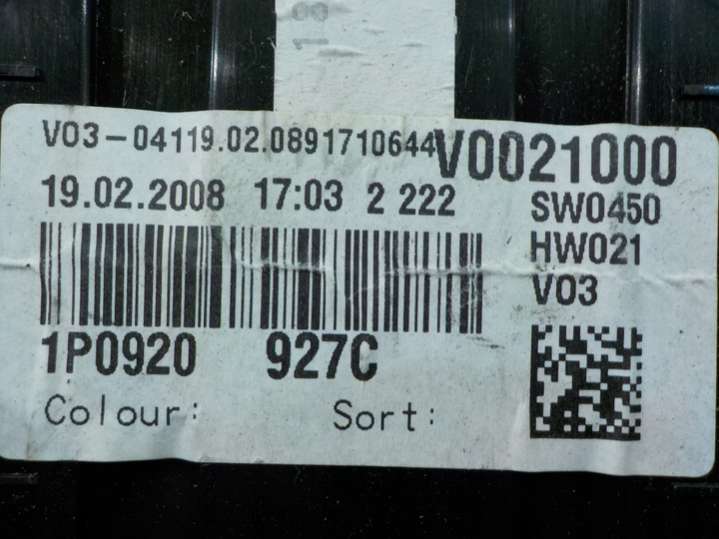 V03-04119.02.0891710644 V0021000
19.02.2008 17:03 2 222 SW0450
HW021
V03
1P0920 927C
Colour: Sort: